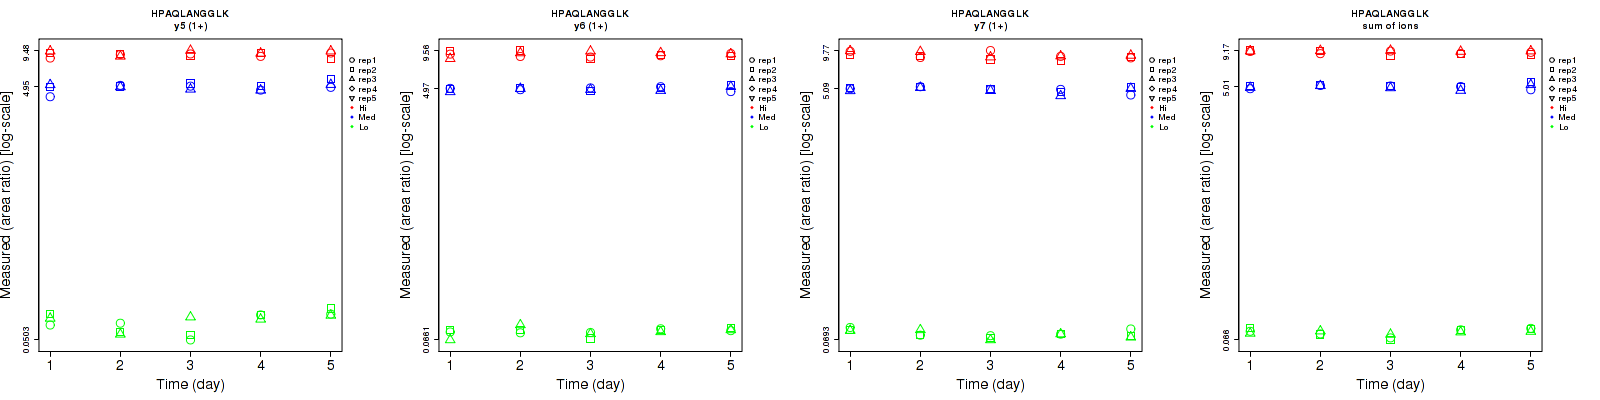 HPAQLANGGLK
y5 (1+)
Measured (area ratio) [log-scale]
9.48
4.95
0.0503
1 2 3 4 5
Time (day)
rep1
rep2
rep3
rep4
rep5
Hi
Med
Lo
HPAQLANGGLK
y6 (1+)
Measured (area ratio) [log-scale]
9.56
4.97
0.061
1 2 3 4 5
Time (day)
rep1
rep2
rep3
rep4
rep5
Hi
Med
Lo
HPAQLANGGLK
y7 (1+)
Measured (area ratio) [log-scale]
9.77
5.09
0.0693
1 2 3 4 5
Time (day)
rep1
rep2
rep3
rep4
rep5
Hi
Med
Lo
HPAQLANGGLK
sum of ions
Measured (area ratio) [log-scale]
9.17
5.01
0.066
1 2 3 4 5
Time (day)
rep1
rep2
rep3
rep4
rep5
Hi
Med
Lo